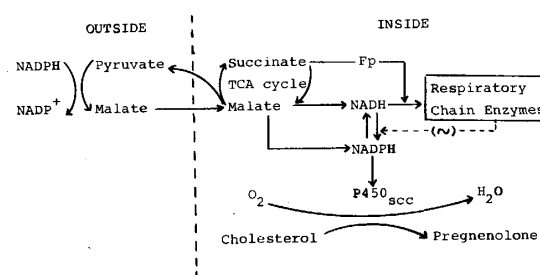 OUTSIDE INSIDE
NADPH Pyruvate Succinate Fp
TCA cycle Respiratory
NADP+ Malate Malate NADH Chain Enzymes
(~)
NADPH
P450scc
O2 H2O
Cholesterol Pregnenolone